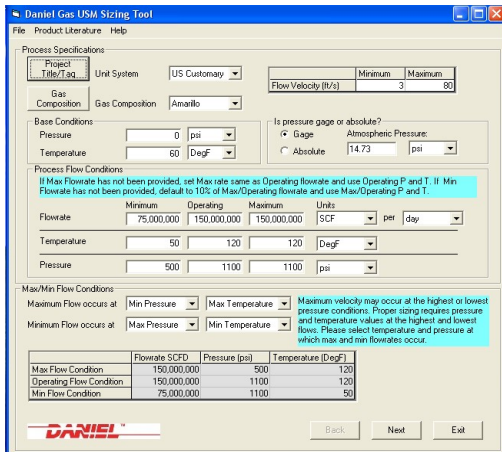 Daniel Gas USM Sizing Tool
File Product Literature Help
Process Specifications
Project Title/Tag Unit System US Customary
Minimum Maximum
Flow Velocity (ft/s) 3 80
Gas Composition Gas Composition Amarillo
Base Conditions
Pressure 0 psi
Temperature 60 DegF
Is pressure gage or absolute?
Gage Atmospheric Pressure:
Absolute 14.73 psi
Process Flow Conditions
If Max Flowrate has not been provided, set Max rate same as Operating flowrate and use Operating P and T. If Min
Flowrate has not been provided, default to 10% of Max/Operating flowrate and use Max/Operating P and T.
Minimum Operating Maximum Units
Flowrate 75,000,000 150,000,000 150,000,000 SCF per day
Temperature 50 120 120 DegF
Pressure 500 1100 1100 psi
Max/Min Flow Conditions
Maximum Flow occurs at Min Pressure Max Temperature
Minimum Flow occurs at Max Pressure Min Temperature
Maximum velocity may occur at the highest or lowest
pressure conditions. Proper sizing requires pressure
and temperature values at the highest and lowest
flows. Please select temperature and pressure at
which max and min flowrates occur.
Flowrate SCFD Pressure (psi) Temperature (DegF)
Max Flow Condition 150,000,000 500 120
Operating Flow Condition 150,000,000 1100 120
Min Flow Condition 75,000,000 1100 50
DANIEL™ Back Next Exit